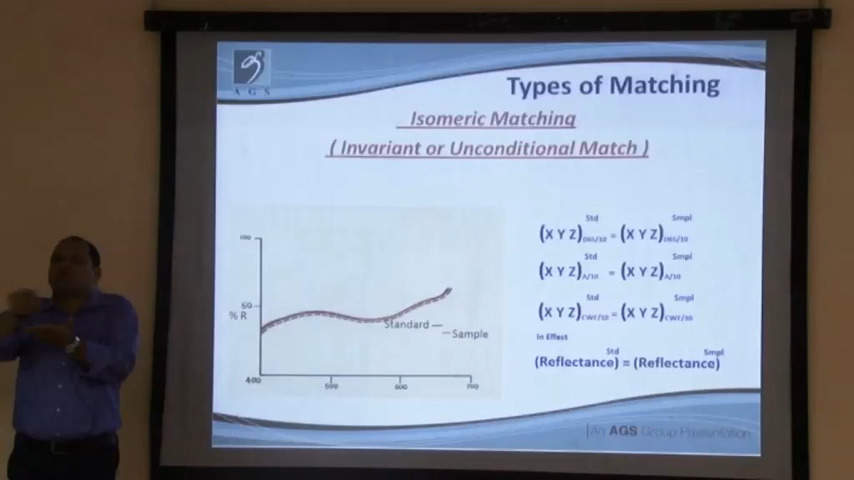 AGS
Types of Matching
Isomeric Matching
( Invariant or Unconditional Match )
100
50
% R
400
500
600
700
Standard
Sample
Std Smpl
(X Y Z)D65/10 = (X Y Z)D65/10
Std Smpl
(X Y Z)A/10 = (X Y Z)A/10
Std Smpl
(X Y Z)CWF/10 = (X Y Z)CWF/10
In Effect
Std Smpl
(Reflectance) = (Reflectance)
An AGS Group Presentation